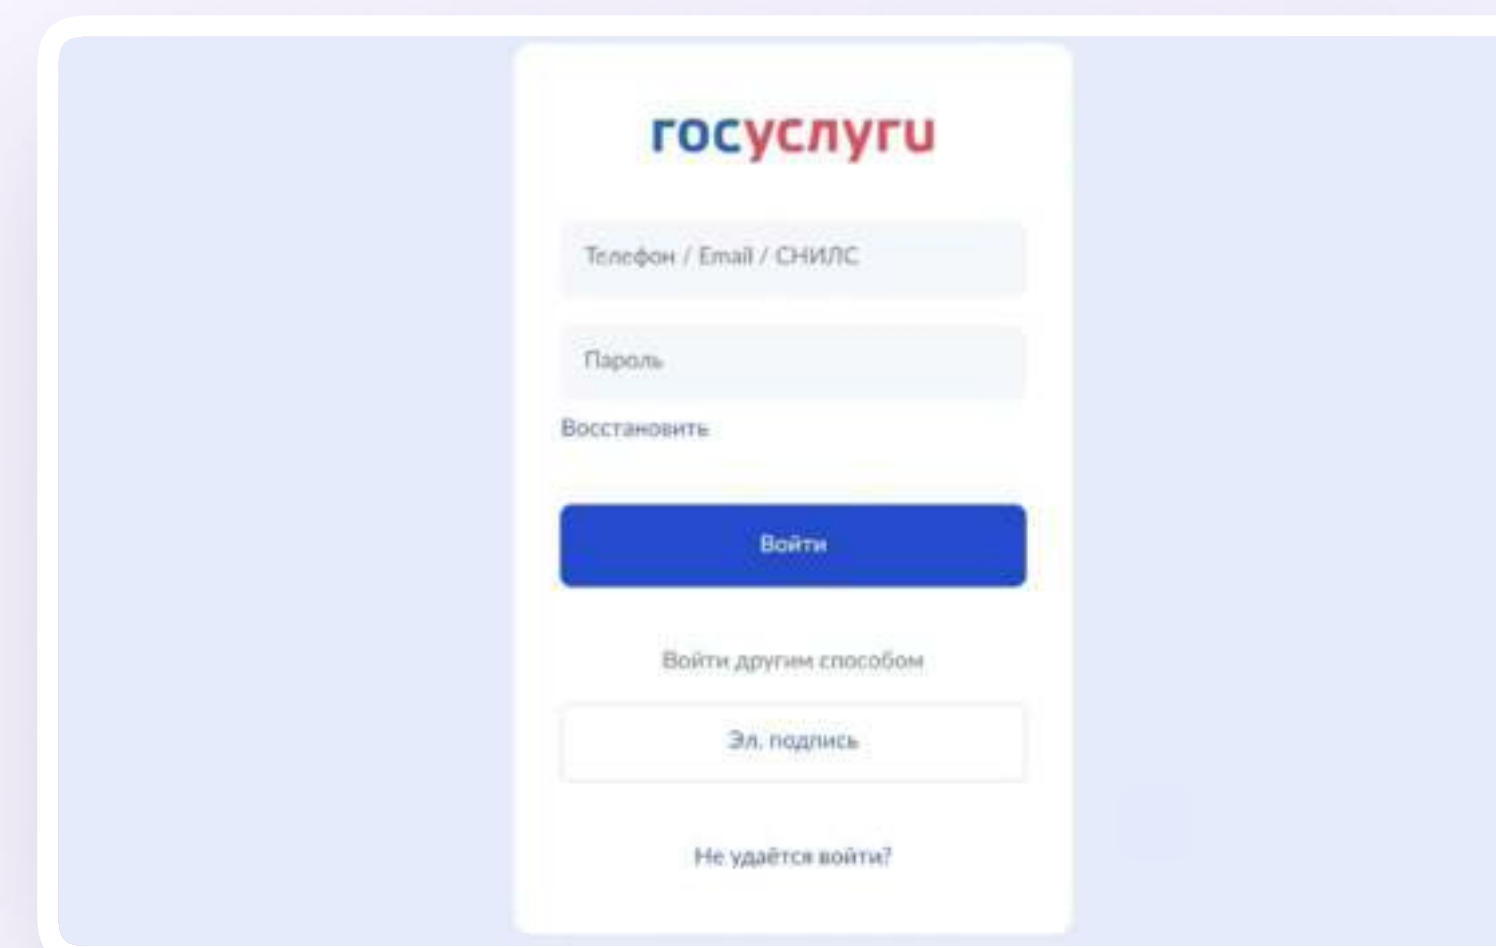 госуслуги
Телефон / Email / СНИЛС
Пароль
Восстановить
Войти
Войти другим способом
Эл. подпись
Не удаётся войти?